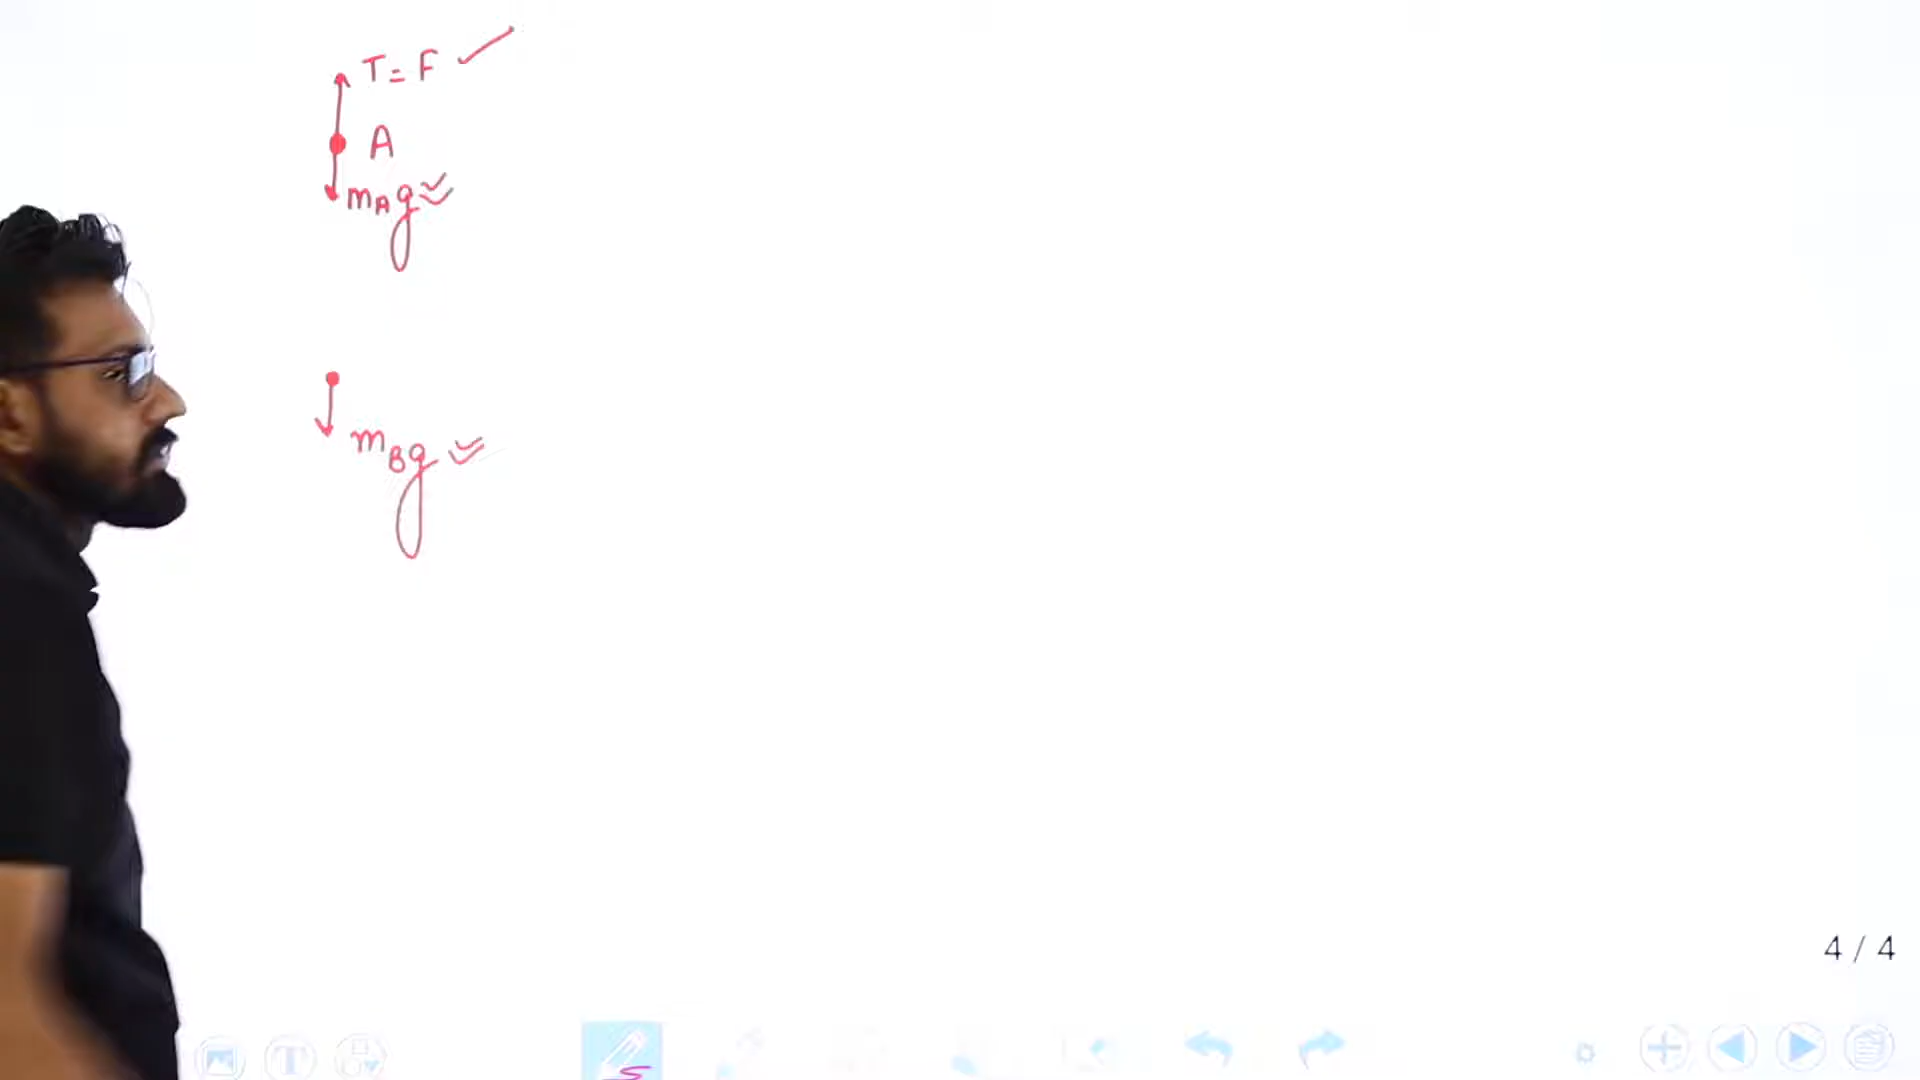 T = F ✓
A
mAg
mBg
4 / 4
T